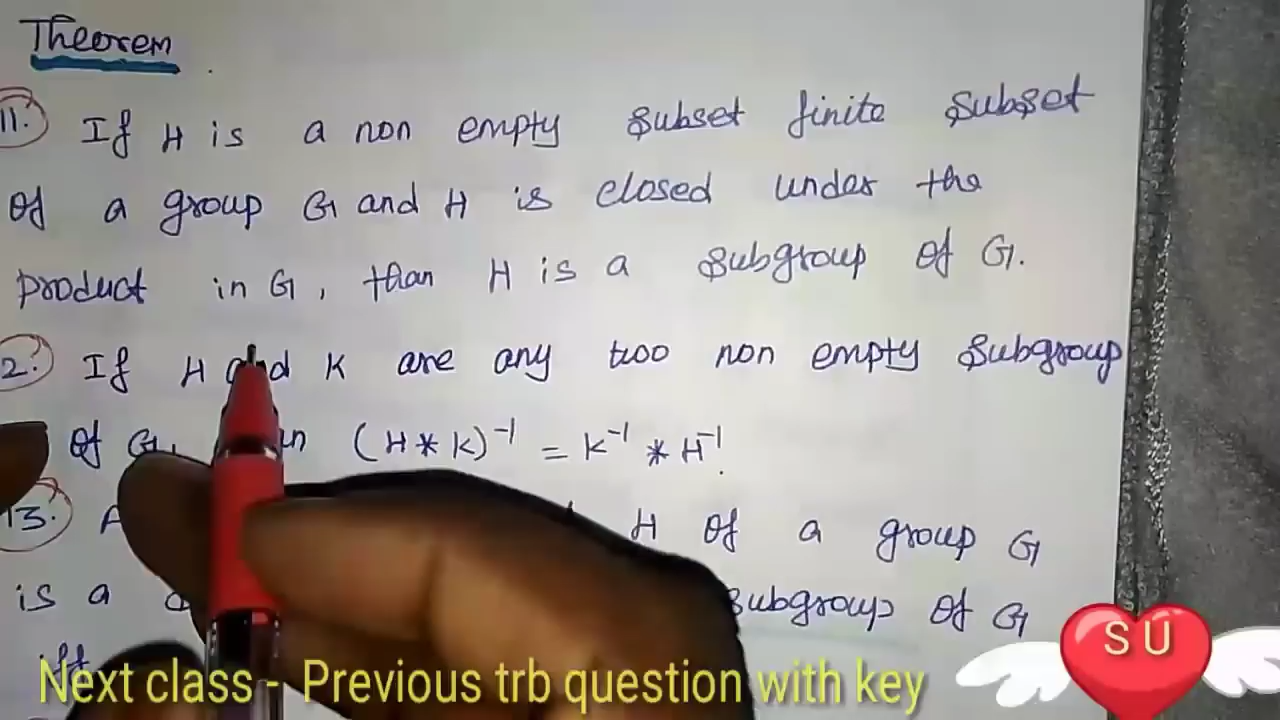 Theorem
11. If H is a non empty subset finite subset
of a group G and H is closed under the
product in G, than H is a subgroup of G.
2. If H and K are any two non empty subgroup
of G, (H * K)⁻¹ = K⁻¹ * H⁻¹.
13. H of a group G
is a subgroup of G
iff
Next class - Previous trb question with key
S U